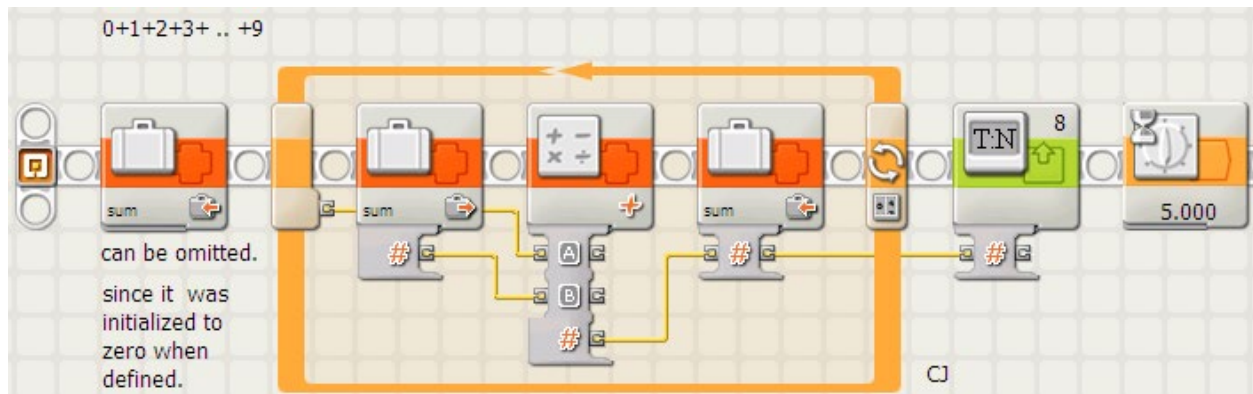 0+1+2+3+ .. +9
sum
sum
+ −
× ÷
sum
T:N
8
5.000
#
A
#
#
B
#
can be omitted.
since it was
initialized to
zero when
defined.
CJ